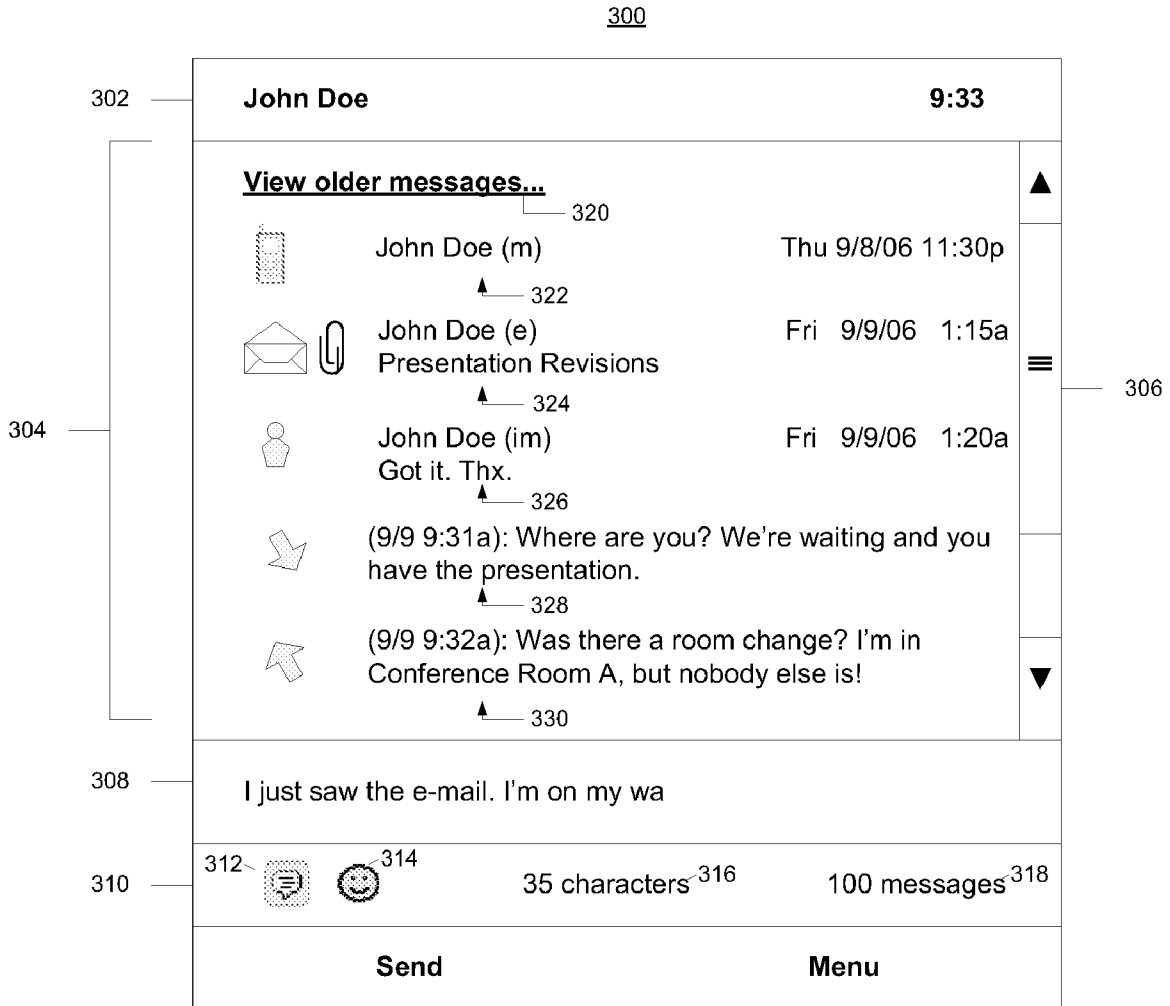 300
302 John Doe 9:33
View older messages...
320
John Doe (m) Thu 9/8/06 11:30p
322
John Doe (e) Fri 9/9/06 1:15a
Presentation Revisions
306
324
304
John Doe (im) Fri 9/9/06 1:20a
Got it. Thx.
326
(9/9 9:31a): Where are you? We're waiting and you
have the presentation.
328
(9/9 9:32a): Was there a room change? I'm in
Conference Room A, but nobody else is!
330
308 I just saw the e-mail. I'm on my wa
312 314
310 35 characters 316 100 messages 318
Send Menu